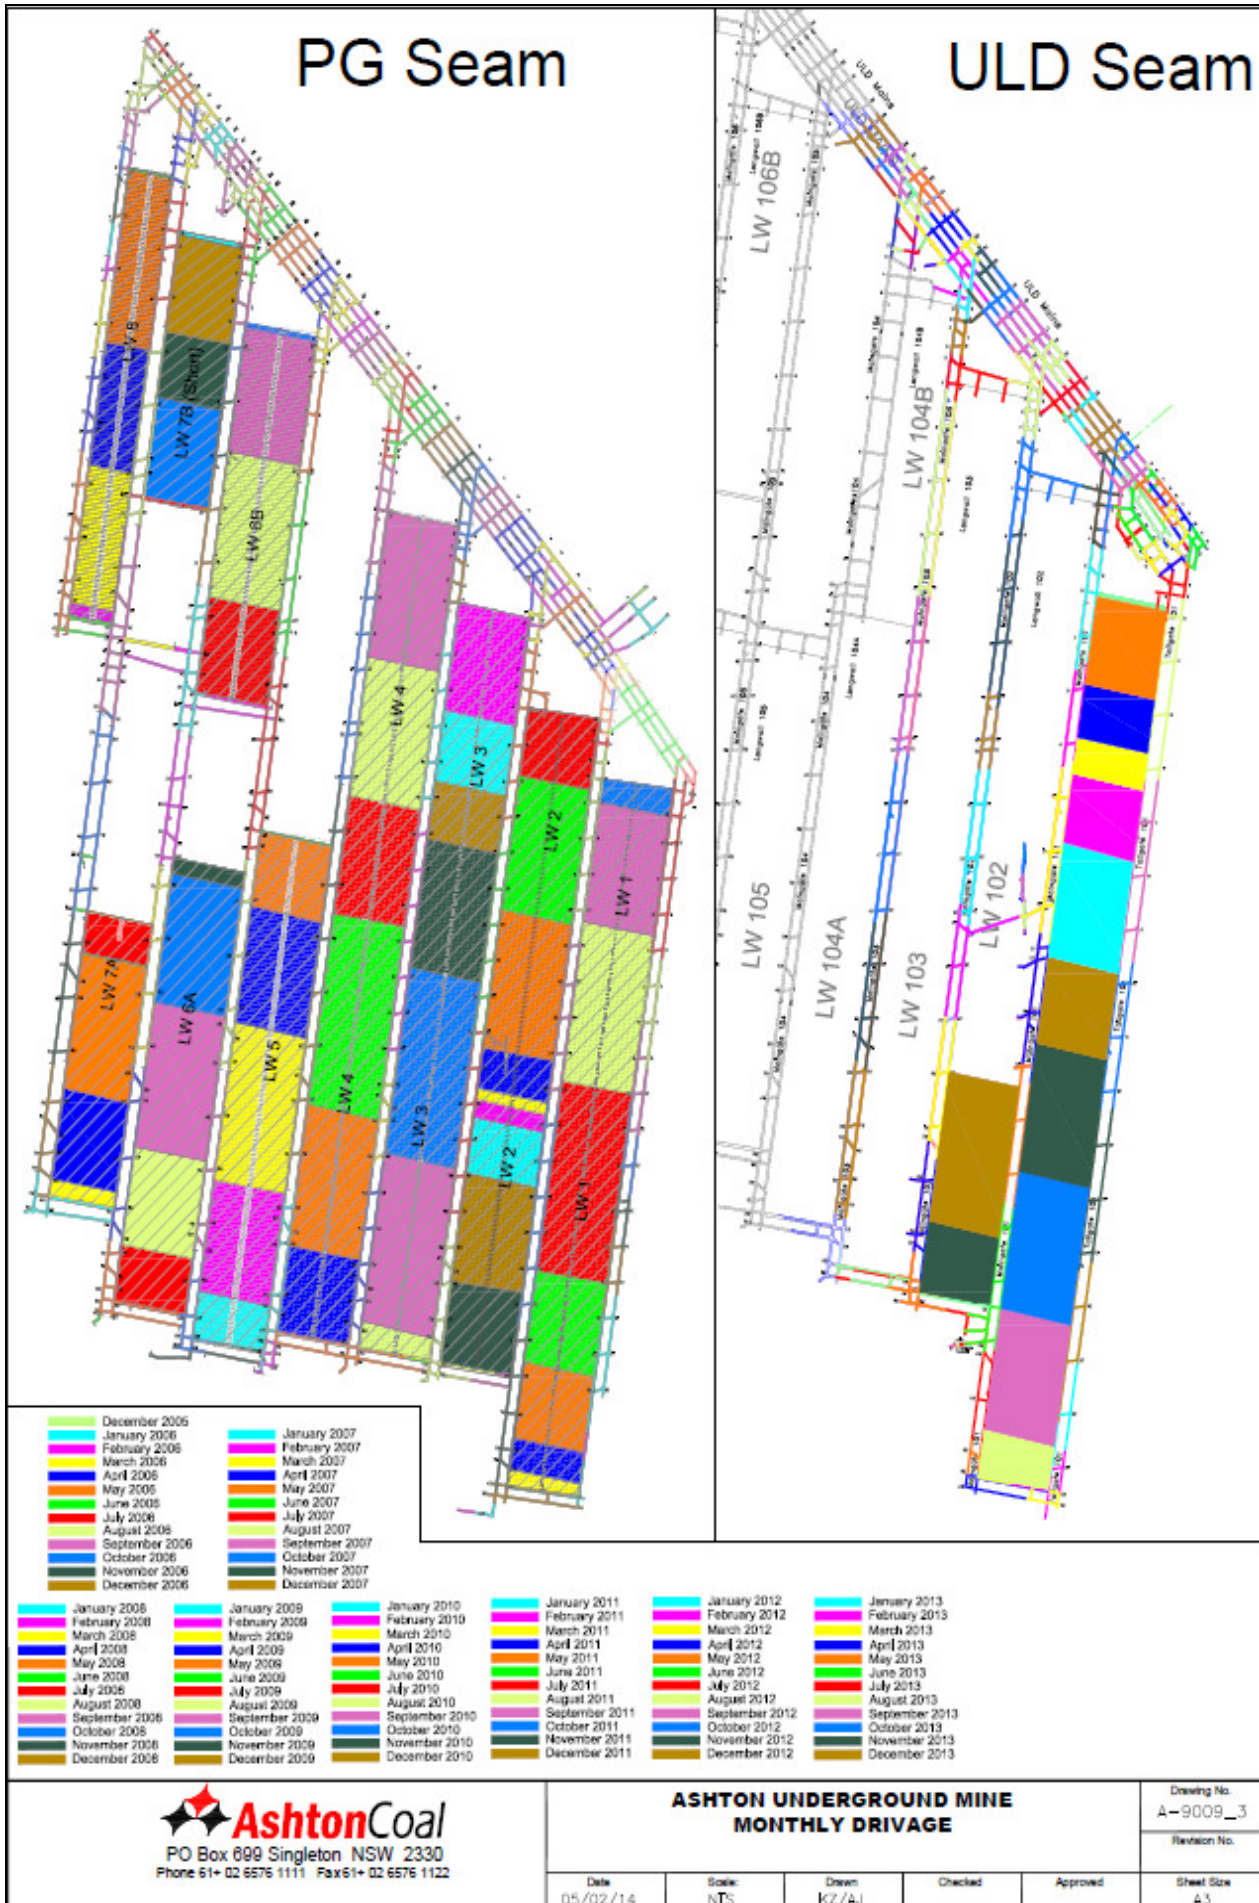 PG Seam
ULD Seam
ULD Mains
ULD Mains
LW 106B
LW 104B
LW 105
LW 104A
LW 103
LW 102
LW 8
LW 7B (Short)
LW 6B
LW 4
LW 3
LW 2
LW 1
LW 7A
LW 6A
LW 5
LW 4
LW 3
LW 2
LW 1
December 2005
January 2006
February 2006
March 2006
April 2006
May 2006
June 2006
July 2006
August 2006
September 2006
October 2006
November 2006
December 2006
January 2007
February 2007
March 2007
April 2007
May 2007
June 2007
July 2007
August 2007
September 2007
October 2007
November 2007
December 2007
January 2008
February 2008
March 2008
April 2008
May 2008
June 2008
July 2008
August 2008
September 2008
October 2008
November 2008
December 2008
January 2009
February 2009
March 2009
April 2009
May 2009
June 2009
July 2009
August 2009
September 2009
October 2009
November 2009
December 2009
January 2010
February 2010
March 2010
April 2010
May 2010
June 2010
July 2010
August 2010
September 2010
October 2010
November 2010
December 2010
January 2011
February 2011
March 2011
April 2011
May 2011
June 2011
July 2011
August 2011
September 2011
October 2011
November 2011
December 2011
January 2012
February 2012
March 2012
April 2012
May 2012
June 2012
July 2012
August 2012
September 2012
October 2012
November 2012
December 2012
January 2013
February 2013
March 2013
April 2013
May 2013
June 2013
July 2013
August 2013
September 2013
October 2013
November 2013
December 2013
AshtonCoal
PO Box 699 Singleton NSW 2330
Phone 61+ 02 6576 1111 Fax 61+ 02 6576 1122
ASHTON UNDERGROUND MINE
MONTHLY DRIVAGE
Drawing No.
A-9009_3
Revision No.
Date
05/02/14
Scale:
NTS
Drawn
KZ/AJ
Checked
Approved
Sheet Size
A3